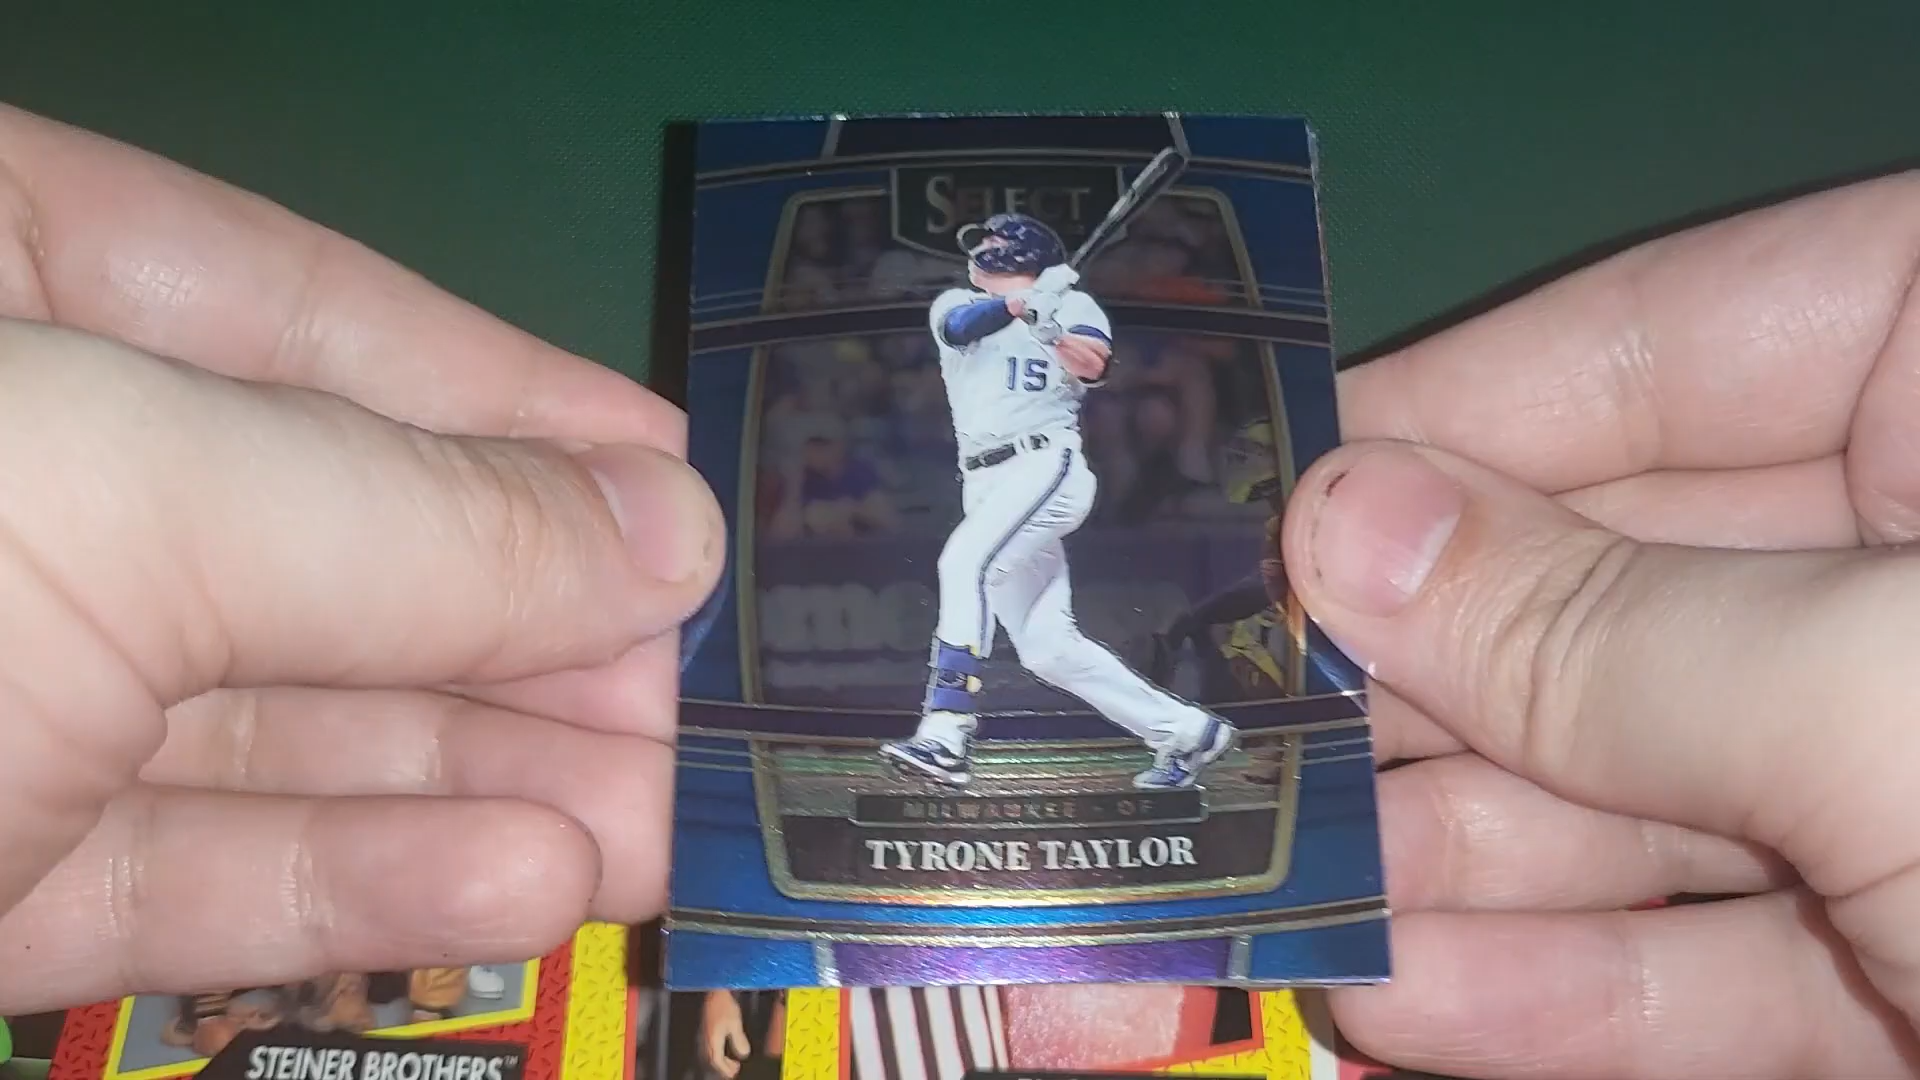 SELECT
15
MILWAUKEE - OF
TYRONE TAYLOR
STEINER BROTHERS™